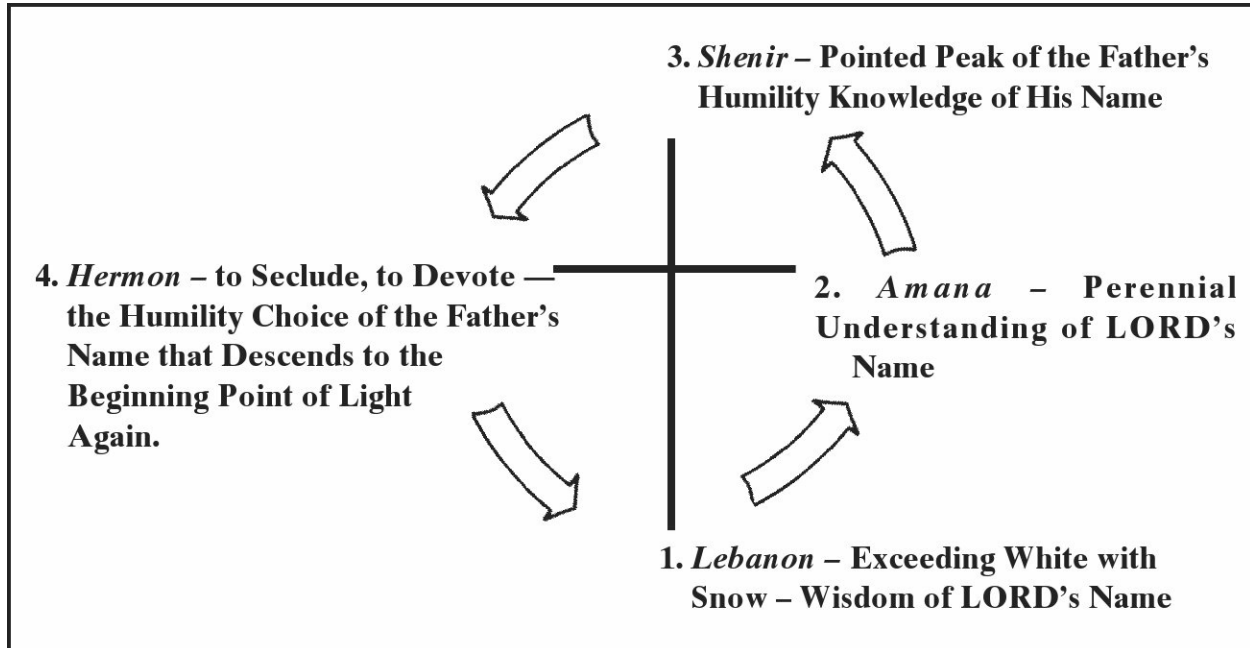 3. Shenir – Pointed Peak of the Father's
Humility Knowledge of His Name
4. Hermon – to Seclude, to Devote —
the Humility Choice of the Father's
Name that Descends to the
Beginning Point of Light
Again.
2. Amana – Perennial
Understanding of LORD's
Name
1. Lebanon – Exceeding White with
Snow – Wisdom of LORD's Name